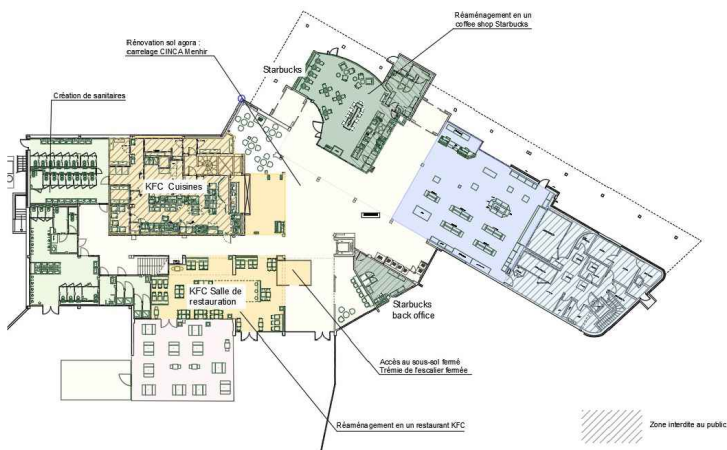 Réaménagement en un
coffee shop Starbucks
Rénovation sol agora :
carrelage CINCA Menhir
Starbucks
Création de sanitaires
KFC Cuisines
KFC Salle de
restauration
Starbucks
back office
Accès au sous-sol fermé
Trémie de l'escalier fermée
Réaménagement en un restaurant KFC
Zone interdite au public